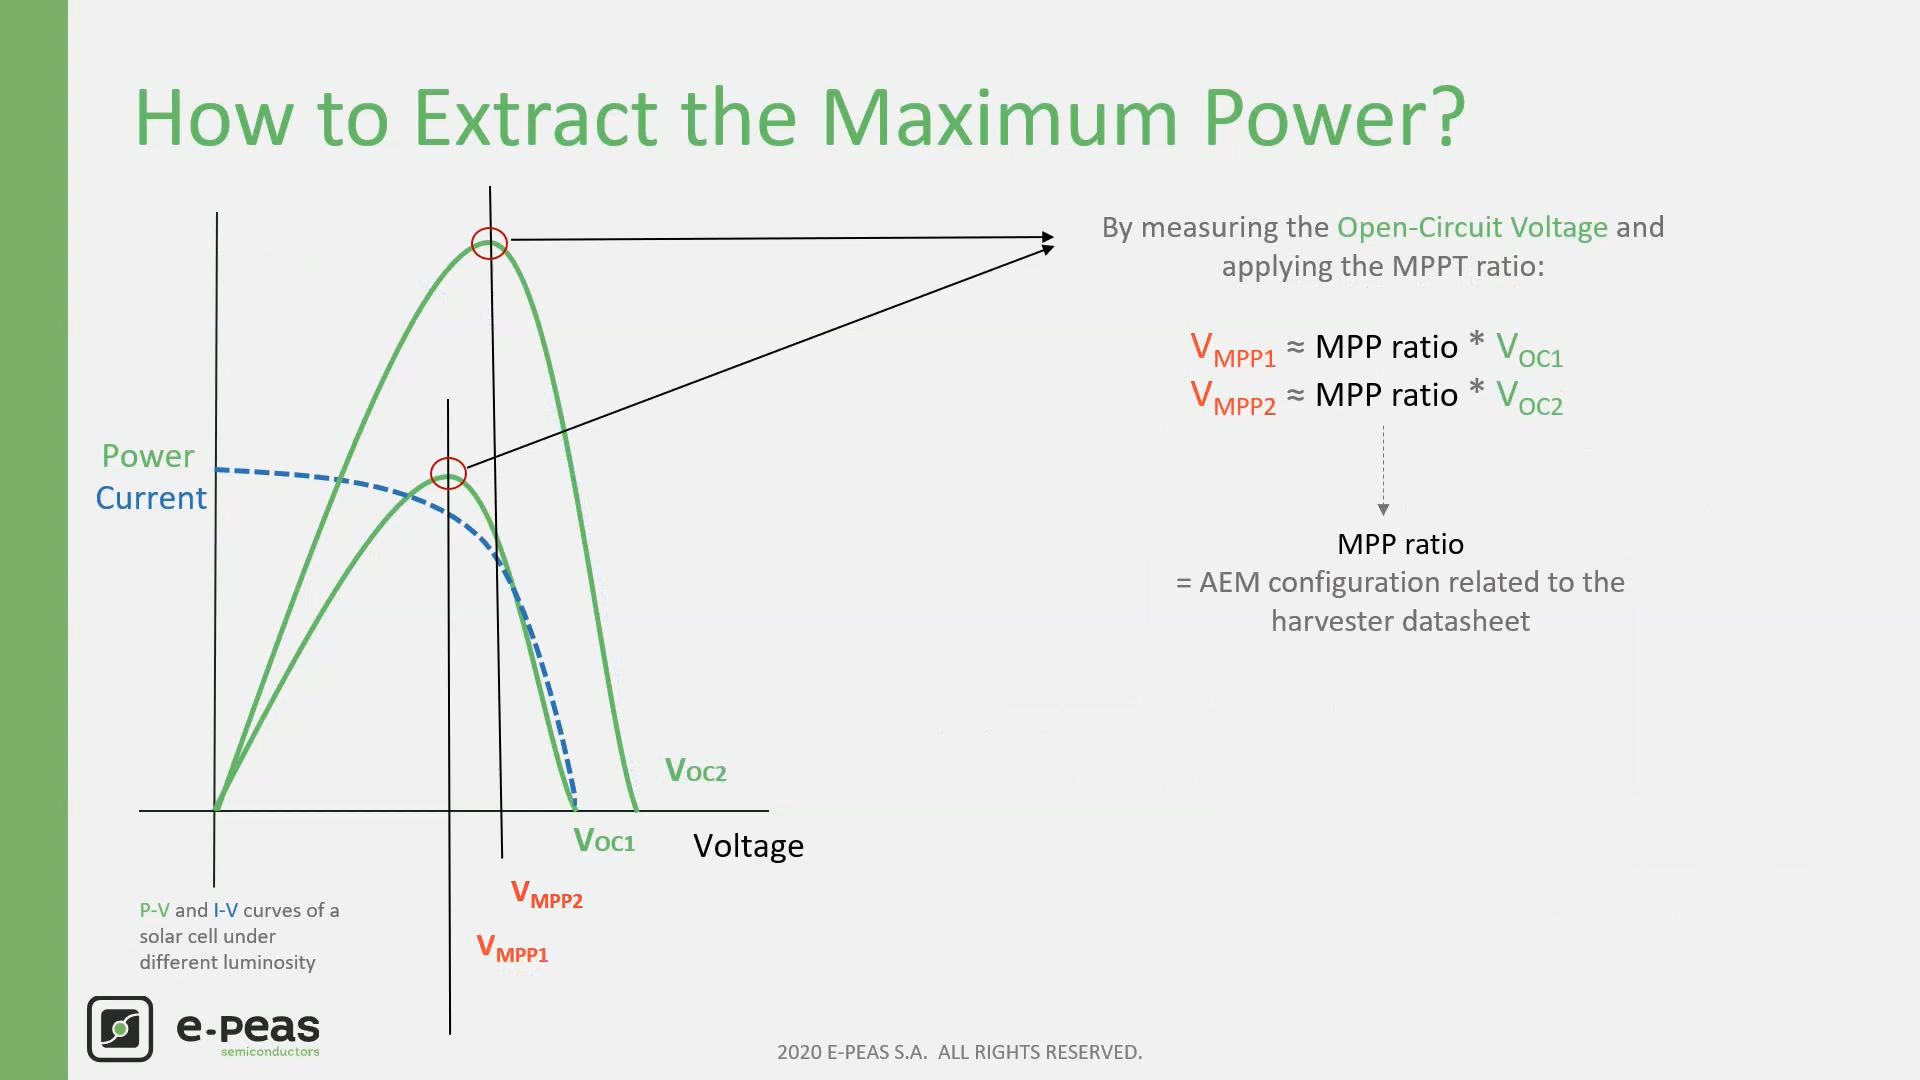 How to Extract the Maximum Power?
By measuring the Open-Circuit Voltage and
applying the MPPT ratio:
VMPP1 ≈ MPP ratio * VOC1
VMPP2 ≈ MPP ratio * VOC2
MPP ratio
= AEM configuration related to the
harvester datasheet
Power
Current
VOC2
VOC1
Voltage
VMPP2
VMPP1
P-V and I-V curves of a
solar cell under
different luminosity
e-peas
semiconductors
2020 E-PEAS S.A. ALL RIGHTS RESERVED.